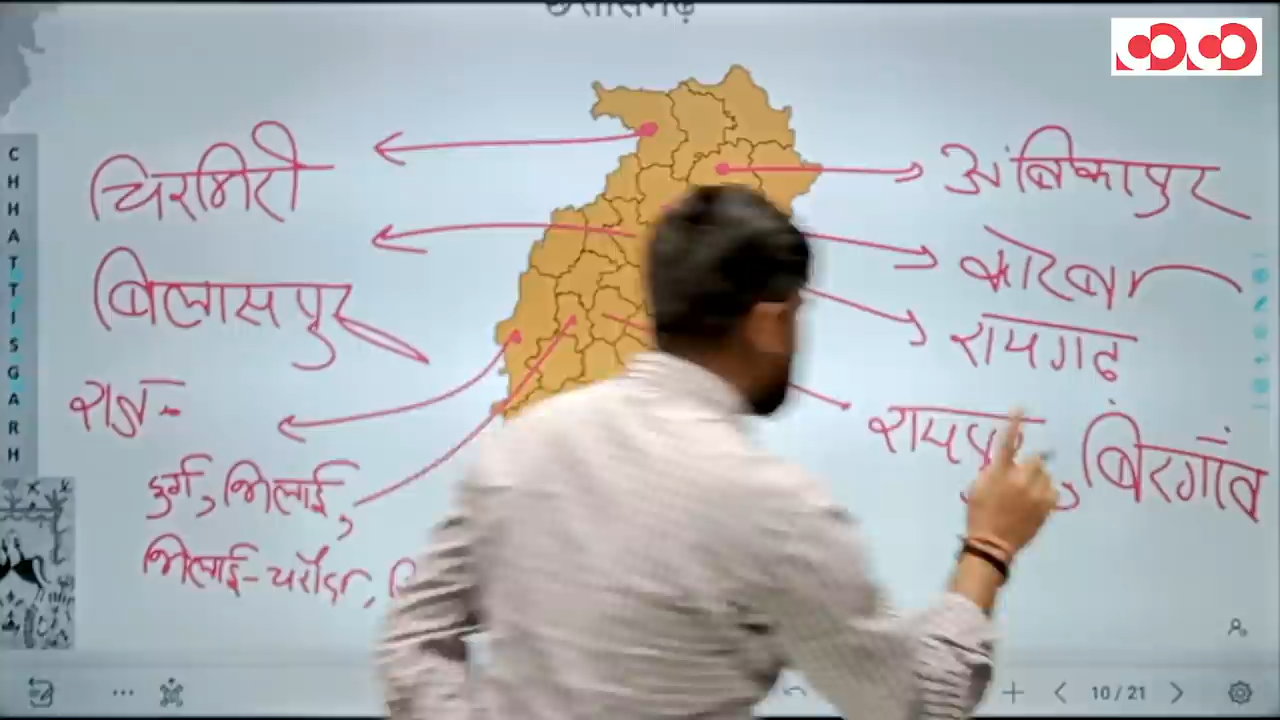 छत्तीसगढ़
CHHATTISGARH
चिरमिरी
अंबिकापुर
बिलासपुर
कोरबा
रायगढ़
राज-
रायपुर, बिरगाँव
दुर्ग, भिलाई,
भिलाई-चरौदा,
10 / 21